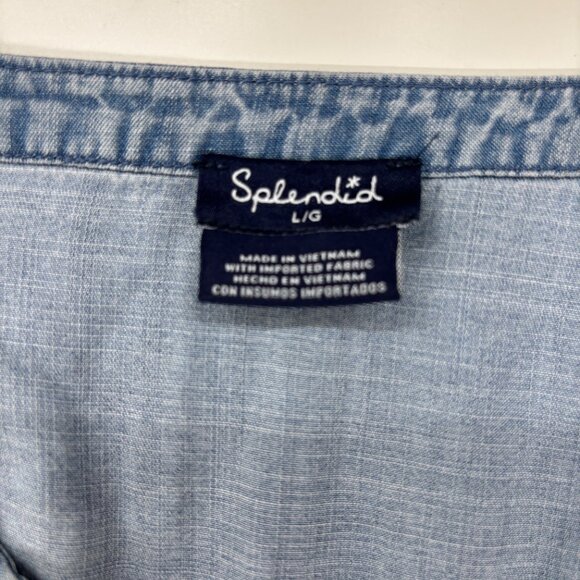 Splendid
L/G
MADE IN VIETNAM
WITH IMPORTED FABRIC
HECHO EN VIETNAM
CON INSUMOS IMPORTADOS